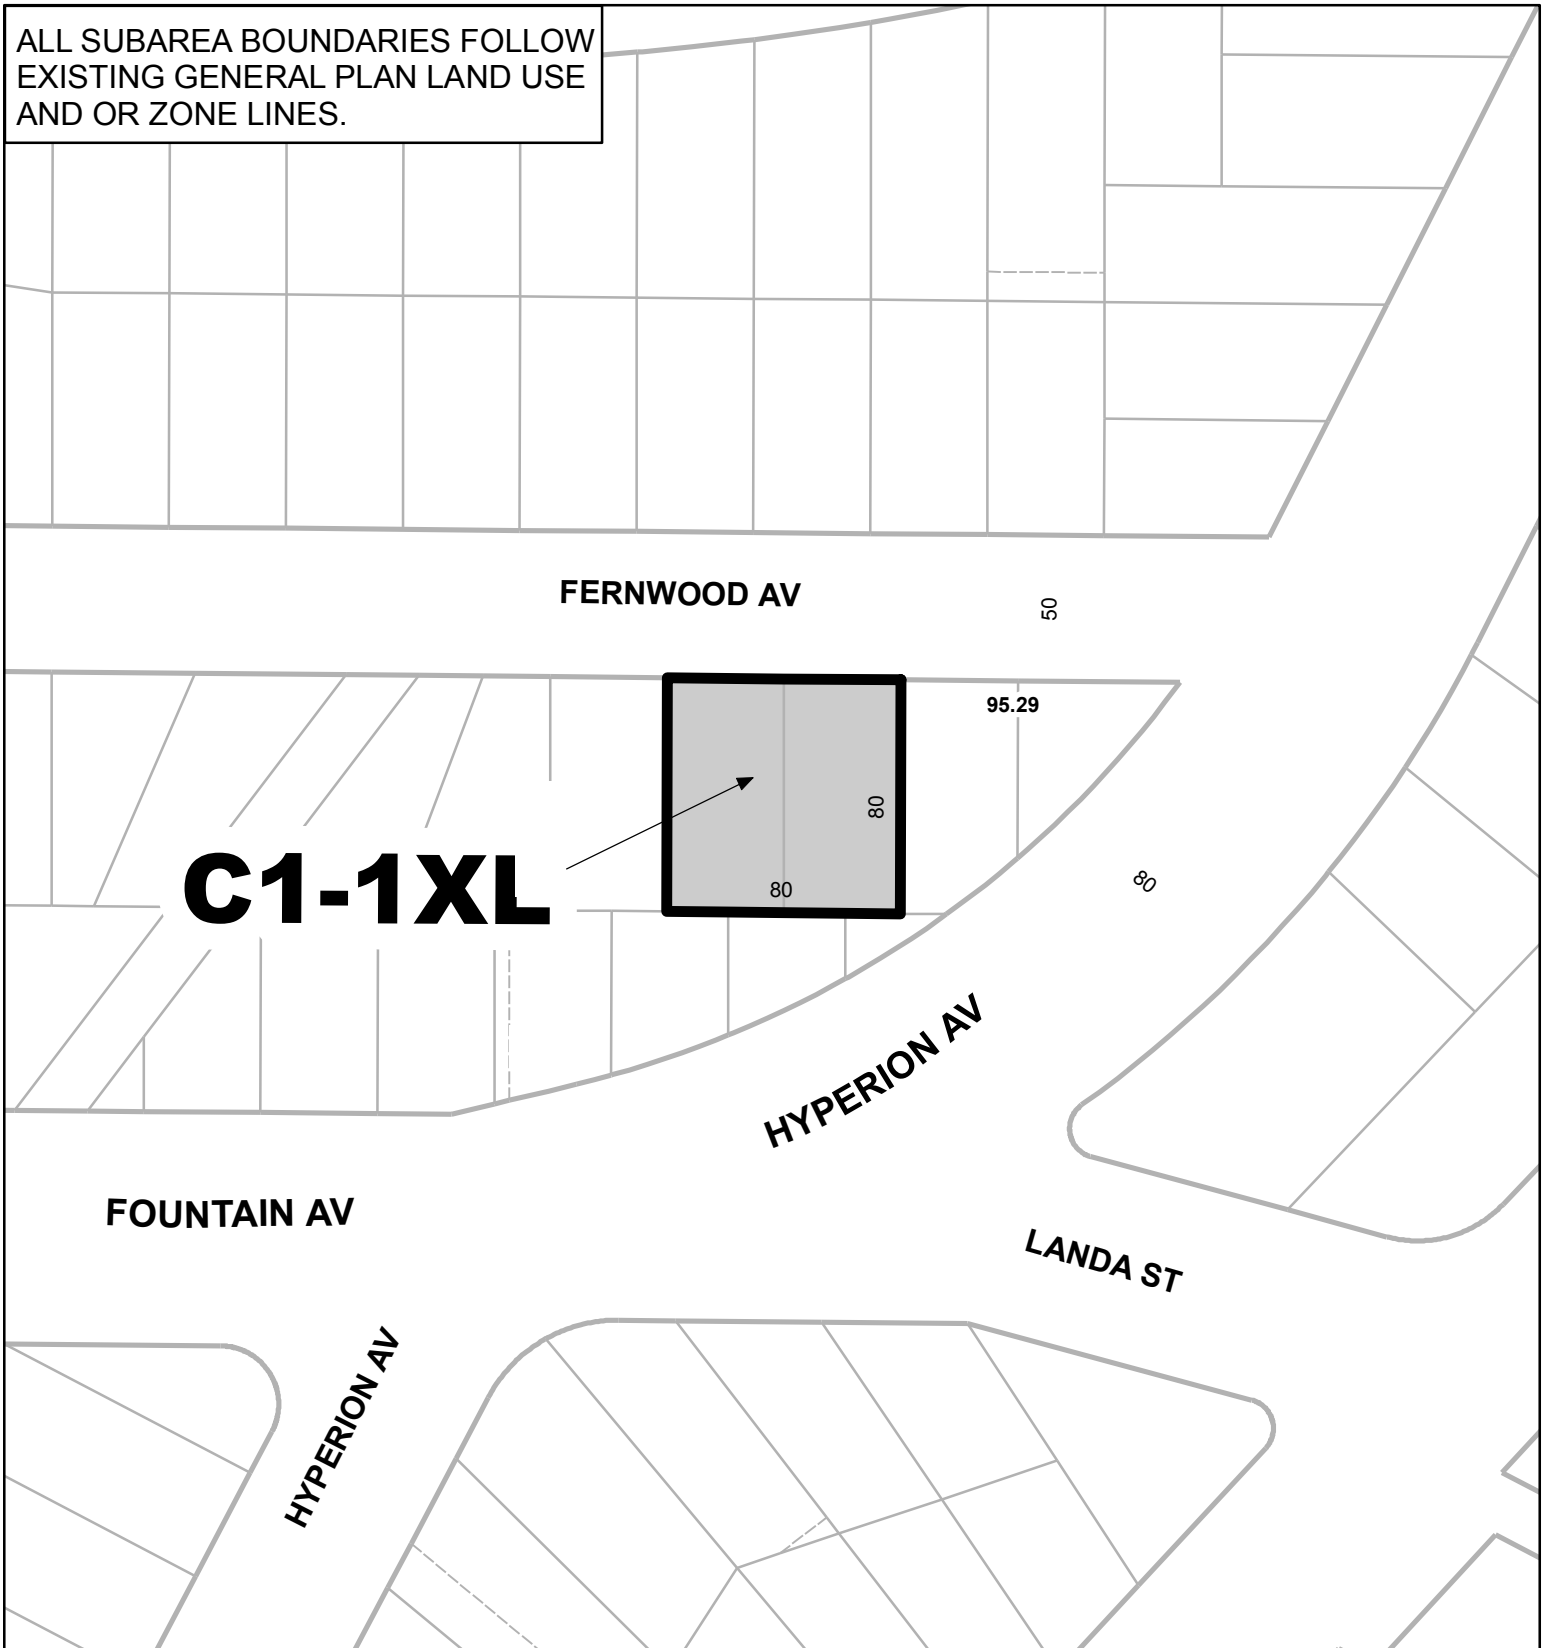 ALL SUBAREA BOUNDARIES FOLLOW
EXISTING GENERAL PLAN LAND USE
AND OR ZONE LINES.
FERNWOOD AV
50
95.29
80
80
C1-1XL
80
HYPERION AV
FOUNTAIN AV
LANDA ST
HYPERION AV